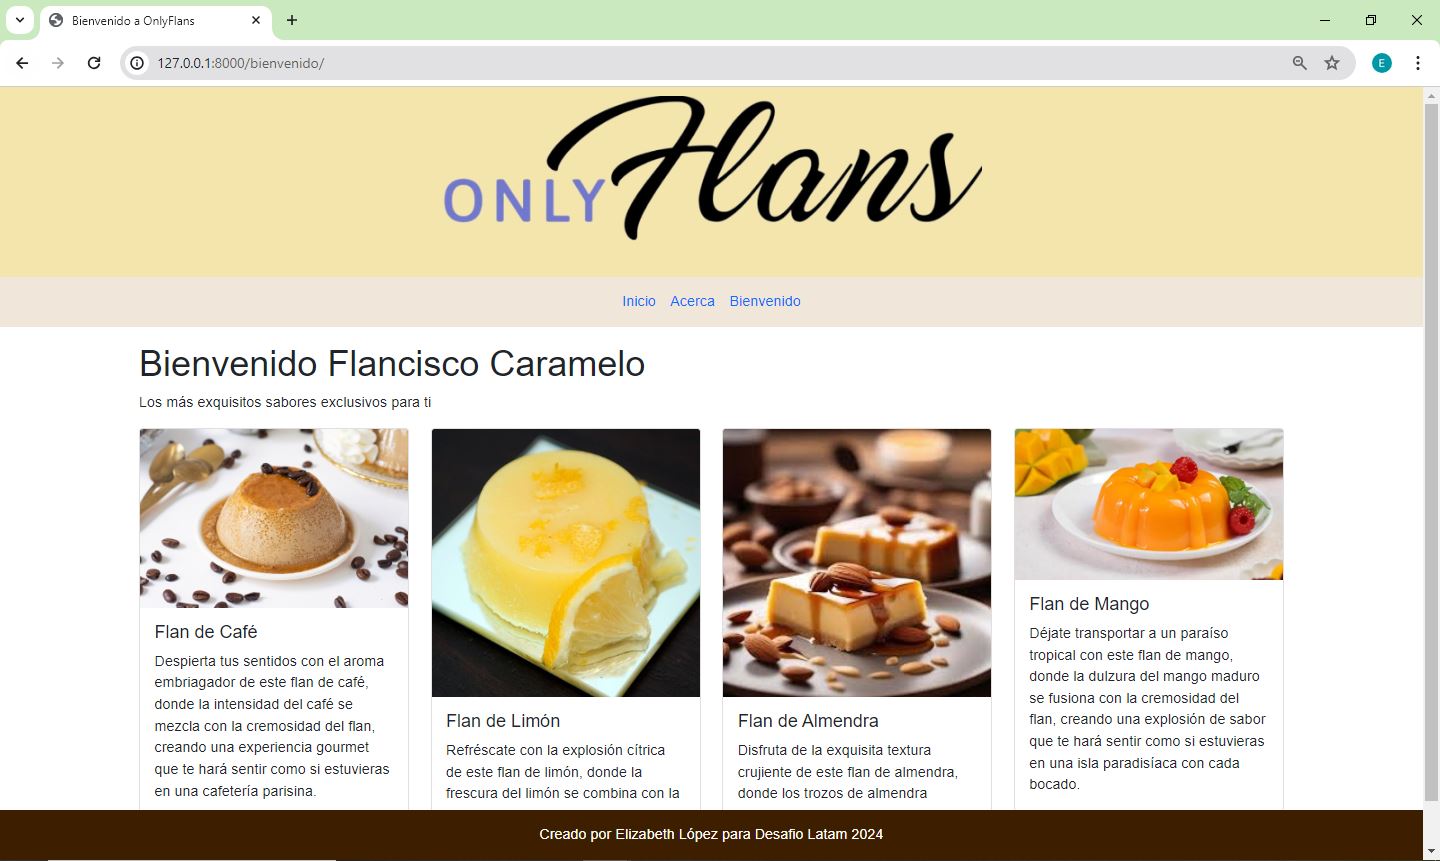 Bienvenido a OnlyFlans
127.0.0.1:8000/bienvenido/
E
ONLY Flans
Inicio Acerca Bienvenido
Bienvenido Flancisco Caramelo
Los más exquisitos sabores exclusivos para ti
Flan de Café
Despierta tus sentidos con el aroma
embriagador de este flan de café,
donde la intensidad del café se
mezcla con la cremosidad del flan,
creando una experiencia gourmet
que te hará sentir como si estuvieras
en una cafetería parisina.
Flan de Limón
Refréscate con la explosión cítrica
de este flan de limón, donde la
frescura del limón se combina con la
Flan de Almendra
Disfruta de la exquisita textura
crujiente de este flan de almendra,
donde los trozos de almendra
Flan de Mango
Déjate transportar a un paraíso
tropical con este flan de mango,
donde la dulzura del mango maduro
se fusiona con la cremosidad del
flan, creando una explosión de sabor
que te hará sentir como si estuvieras
en una isla paradisíaca con cada
bocado.
Creado por Elizabeth López para Desafio Latam 2024